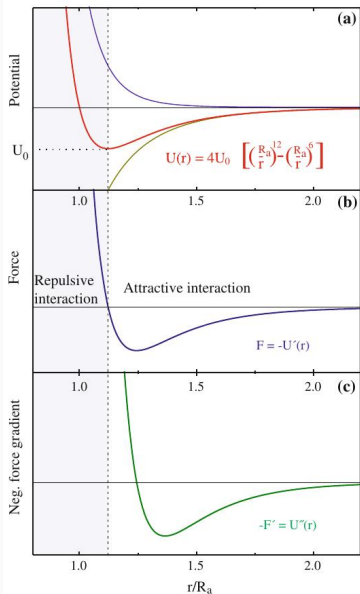 (a)
Potential
U0
U(r) = 4U0 [(Ra/r)^12-(Ra/r)^6]
1.0 1.5 2.0
(b)
Force
Repulsive
interaction
Attractive interaction
F = -U´(r)
1.0 1.5 2.0
(c)
Neg. force gradient
-F´ = U˝(r)
1.0 1.5 2.0
r/Ra